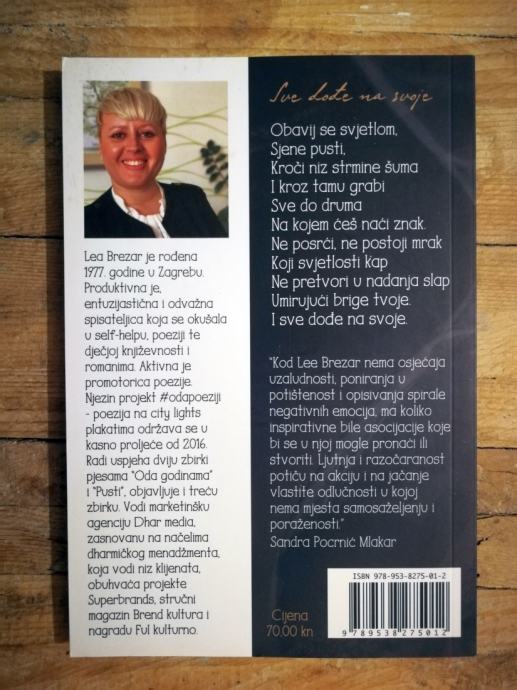 Lea Brezar je rođena
1977. godine u Zagrebu.
Produktivna je,
entuzijastična i odvažna
spisateljica koja se okušala
u self-helpu, poeziji te
dječjoj književnosti i
romanima. Aktivna je
promotorica poezije.
Njezin projekt #odapoeziji
- poezija na city lights
plakatima održava se u
kasno proljeće od 2016.
Radi uspjeha dviju zbirki
pjesama "Oda godinama"
i "Pusti", objavljuje i treću
zbirku. Vodi marketinšku
agenciju Dhar media,
zasnovanu na načelima
dharmičkog menadžmenta,
koja vodi niz klijenata,
obuhvaća projekte
Superbrands, stručni
magazin Brend kultura i
nagradu Ful kulturno.
Sve dođe na svoje
Obavij se svjetlom,
Sjene pusti,
Kroči niz strmine šuma
I kroz tamu grabi
Sve do druma
Na kojem ćeš naći znak.
Ne posrći, ne postoji mrak
Koji svjetlosti kap
Ne pretvori u nadanja slap
Umirujući brige tvoje.
I sve dođe na svoje.
"Kod Lee Brezar nema osjećaja
uzaludnosti, poniranja u
potištenost i opisivanja spirale
negativnih emocija, ma koliko
inspirativne bile asocijacije koje
bi se u njoj mogle pronaći ili
stvoriti. Ljutnja i razočaranost
potiču na akciju i na jačanje
vlastite odlučnosti u kojoj
nema mjesta samosažaljenju i
poraženosti."
Sandra Pocrnić Mlakar
Cijena
70,00 kn
ISBN 978-953-8275-01-2
9 789538 275012